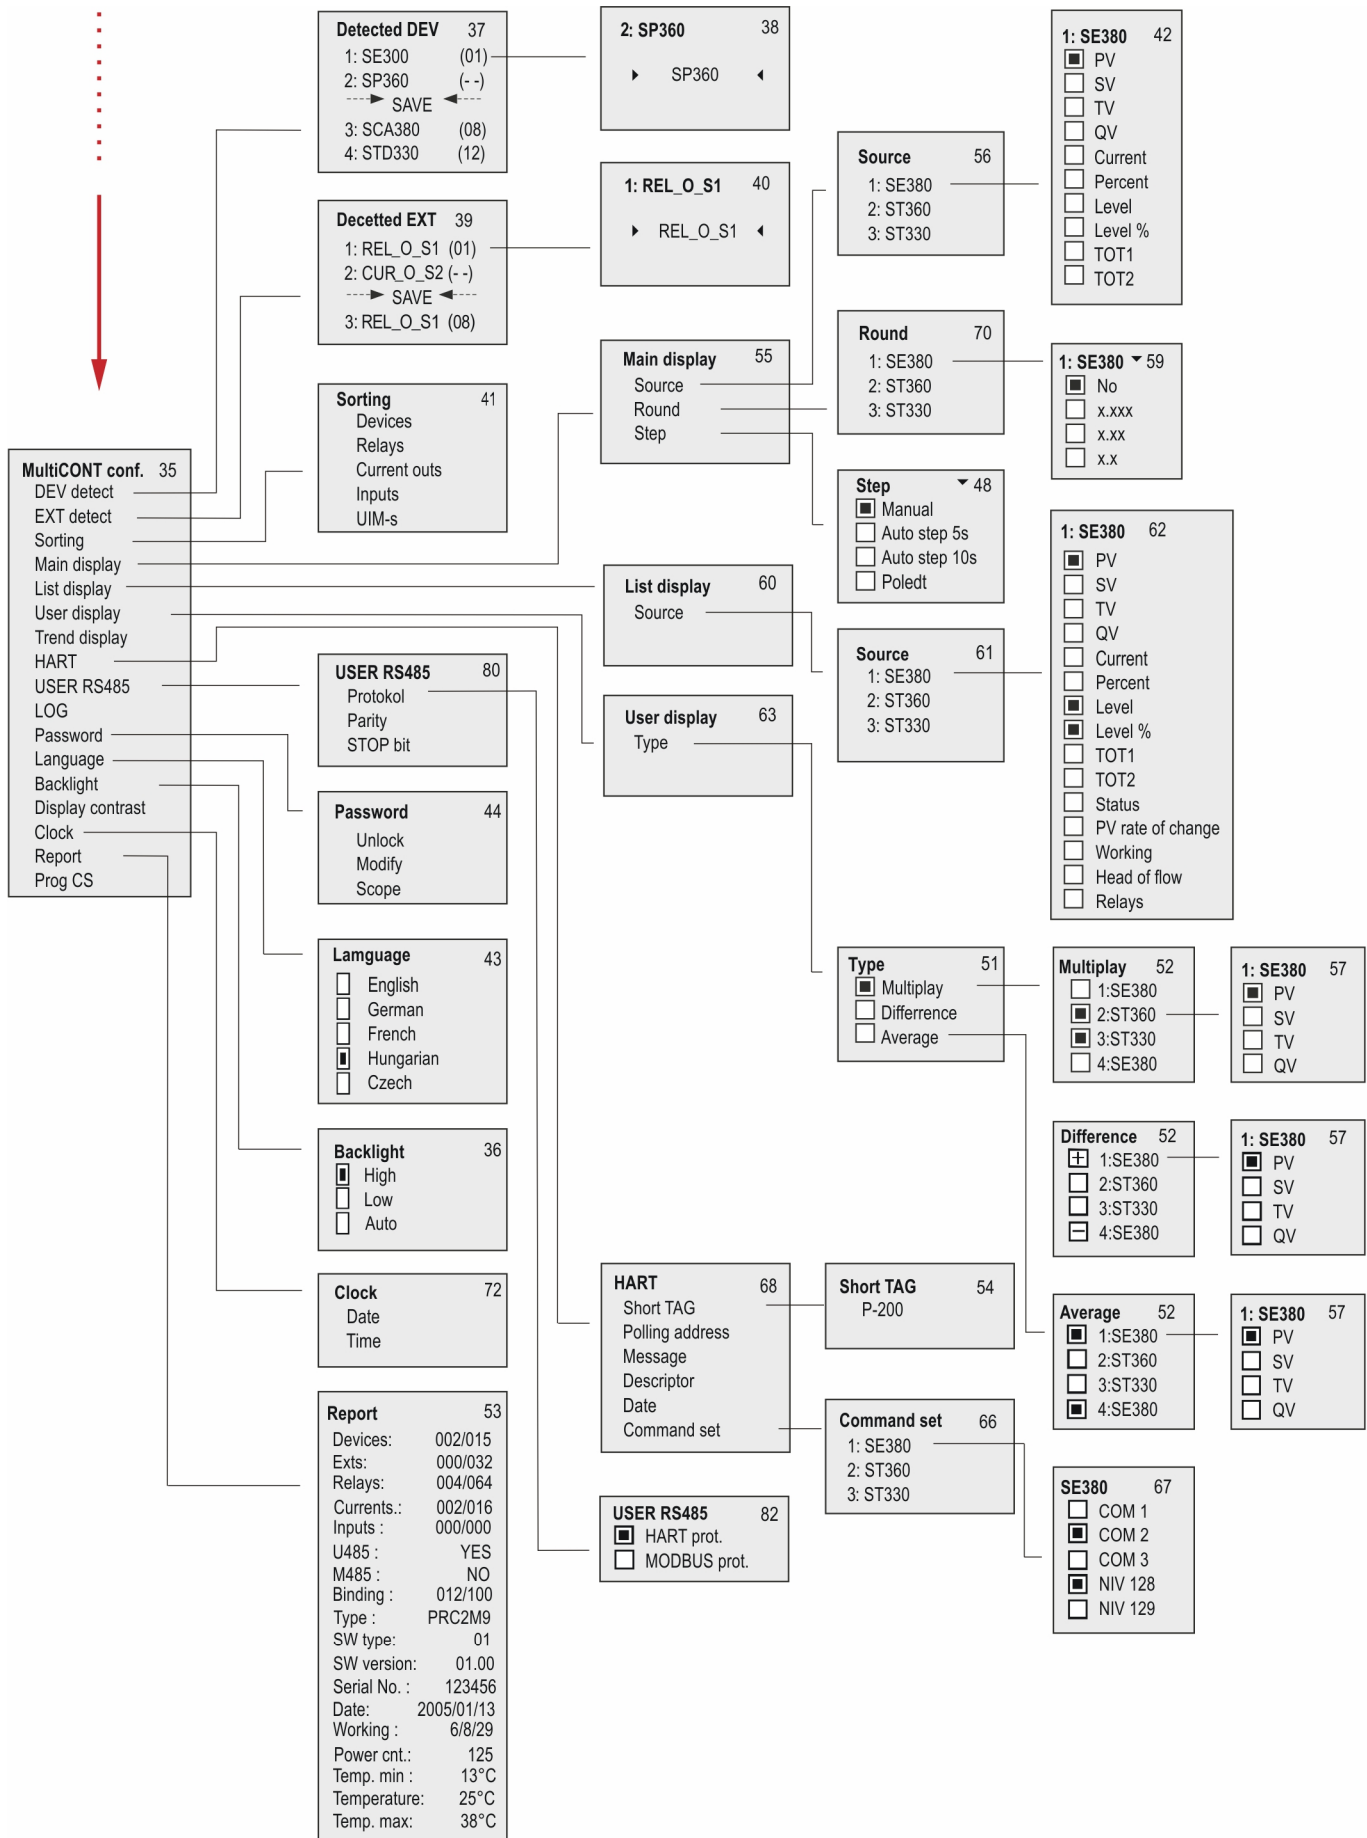 MultiCONT conf. 35
DEV detect
EXT detect
Sorting
Main display
List display
User display
Trend display
HART
USER RS485
LOG
Password
Language
Backlight
Display contrast
Clock
Report
Prog CS
Detected DEV 37
1: SE300 (01)
2: SP360 (- -)
SAVE
3: SCA380 (08)
4: STD330 (12)
Decetted EXT 39
1: REL_O_S1 (01)
2: CUR_O_S2 (- -)
SAVE
3: REL_O_S1 (08)
Sorting 41
Devices
Relays
Current outs
Inputs
UIM-s
USER RS485 80
Protokol
Parity
STOP bit
Password 44
Unlock
Modify
Scope
Lamguage 43
English
German
French
Hungarian
Czech
Backlight 36
High
Low
Auto
Clock 72
Date
Time
Report 53
Devices: 002/015
Exts: 000/032
Relays: 004/064
Currents.: 002/016
Inputs : 000/000
U485 : YES
M485 : NO
Binding : 012/100
Type : PRC2M9
SW type: 01
SW version: 01.00
Serial No. : 123456
Date: 2005/01/13
Working : 6/8/29
Power cnt.: 125
Temp. min : 13°C
Temperature: 25°C
Temp. max: 38°C
2: SP360 38
SP360
1: REL_O_S1 40
REL_O_S1
Main display 55
Source
Round
Step
List display 60
Source
User display 63
Type
HART 68
Short TAG
Polling address
Message
Descriptor
Date
Command set
USER RS485 82
HART prot.
MODBUS prot.
Source 56
1: SE380
2: ST360
3: ST330
Round 70
1: SE380
2: ST360
3: ST330
Step 48
Manual
Auto step 5s
Auto step 10s
Poledt
Source 61
1: SE380
2: ST360
3: ST330
Type 51
Multiplay
Differrence
Average
Short TAG 54
P-200
Command set 66
1: SE380
2: ST360
3: ST330
1: SE380 42
PV
SV
TV
QV
Current
Percent
Level
Level %
TOT1
TOT2
1: SE380 59
No
x.xxx
x.xx
x.x
1: SE380 62
PV
SV
TV
QV
Current
Percent
Level
Level %
TOT1
TOT2
Status
PV rate of change
Working
Head of flow
Relays
Multiplay 52
1:SE380
2:ST360
3:ST330
4:SE380
1: SE380 57
PV
SV
TV
QV
Difference 52
1:SE380
2:ST360
3:ST330
4:SE380
1: SE380 57
PV
SV
TV
QV
Average 52
1:SE380
2:ST360
3:ST330
4:SE380
1: SE380 57
PV
SV
TV
QV
SE380 67
COM 1
COM 2
COM 3
NIV 128
NIV 129